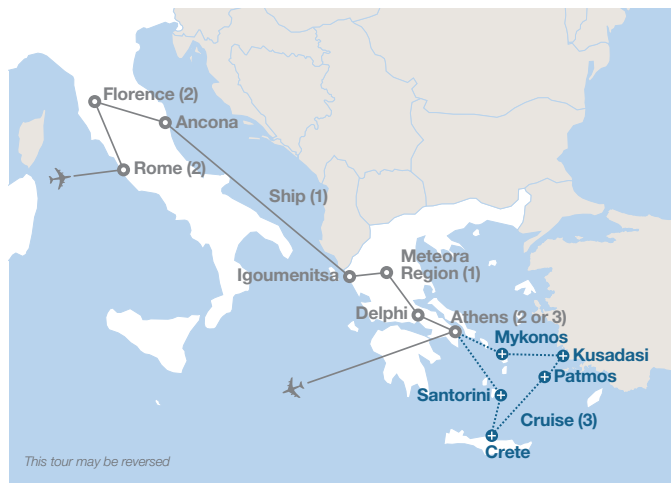 Florence (2)
Ancona
Rome (2)
Ship (1)
Meteora
Region (1)
Igoumenitsa
Delphi
Athens (2 or 3)
Mykonos
Kusadasi
Patmos
Santorini
Cruise (3)
Crete
This tour may be reversed